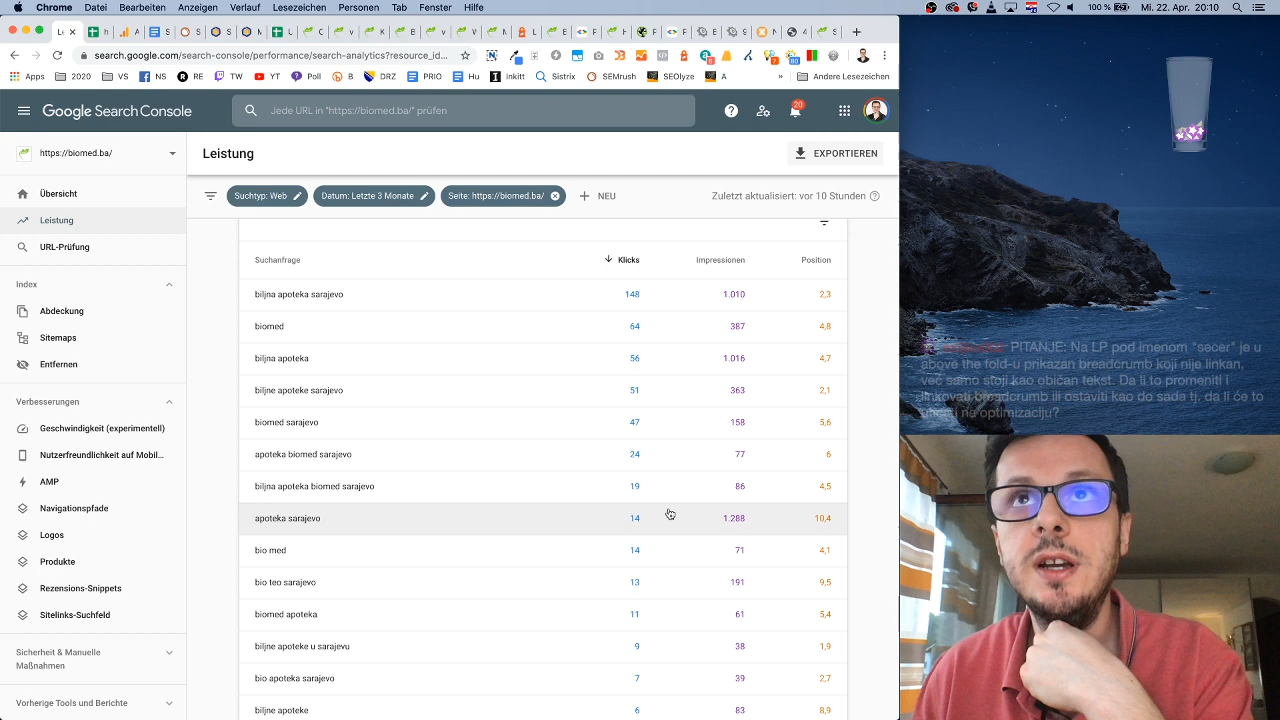 Chrome Datei Bearbeiten Anzeigen Verlauf Lesezeichen Personen Tab Fenster Hilfe 100 % Mi. 22. Apr. 20:10
search.google.com/search-console/performance/search-analytics?resource_id...
Apps 2020 VS FS NS RE TW YT Poll B DRZ PRIO Hu inkitt Sistrix SEMrush SEOlyze A » Andere Lesezeichen
Google Search Console Jede URL in "https://biomed.ba/" prüfen 20
https://biomed.ba/ Leistung EXPORTIEREN
Übersicht
Leistung
URL-Prüfung
Index
Abdeckung
Sitemaps
Entfernen
Verbesserungen
Geschwindigkeit (experimentell)
Nutzerfreundlichkeit auf Mobil...
AMP
Navigationspfade
Logos
Produkte
Rezensions-Snippets
Sitelinks-Suchfeld
Sicherheit & Manuelle
Maßnahmen
Vorherige Tools und Berichte
Suchtyp: Web Datum: Letzte 3 Monate Seite: https://biomed.ba/ NEU Zuletzt aktualisiert: vor 10 Stunden
Suchanfrage Klicks Impressionen Position
biljna apoteka sarajevo 148 1.010 2,3
biomed 64 387 4,8
biljna apoteka 56 1.016 4,7
biljne apoteke sarajevo 51 363 2,1
biomed sarajevo 47 158 5,6
apoteka biomed sarajevo 24 77 6
biljna apoteka biomed sarajevo 19 86 4,5
apoteka sarajevo 14 1.288 10,4
bio med 14 71 4,1
bio teo sarajevo 13 191 9,5
biomed apoteka 11 61 5,4
biljne apoteke u sarajevu 9 38 1,9
bio apoteka sarajevo 7 39 2,7
biljne apoteke 6 83 8,9
PITANJE: Na LP pod imenom "secer" je u
above the fold-u prikazan breadcrumb koji nije linkan,
već samo stoji kao običan tekst. Da li to promeniti i
linkovati breadcrumb ili ostaviti kao do sada tj. da li će to
na optimizaciju?